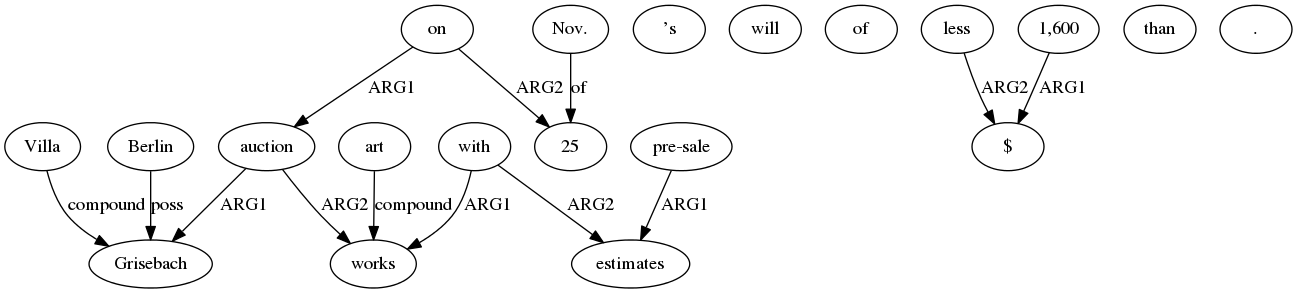 on Nov. 's will of less 1,600 than .
ARG1 ARG2 of ARG2 ARG1
Villa Berlin auction art with 25 pre-sale $
compound poss ARG1 ARG2 compound ARG1 ARG2 ARG1
Grisebach works estimates